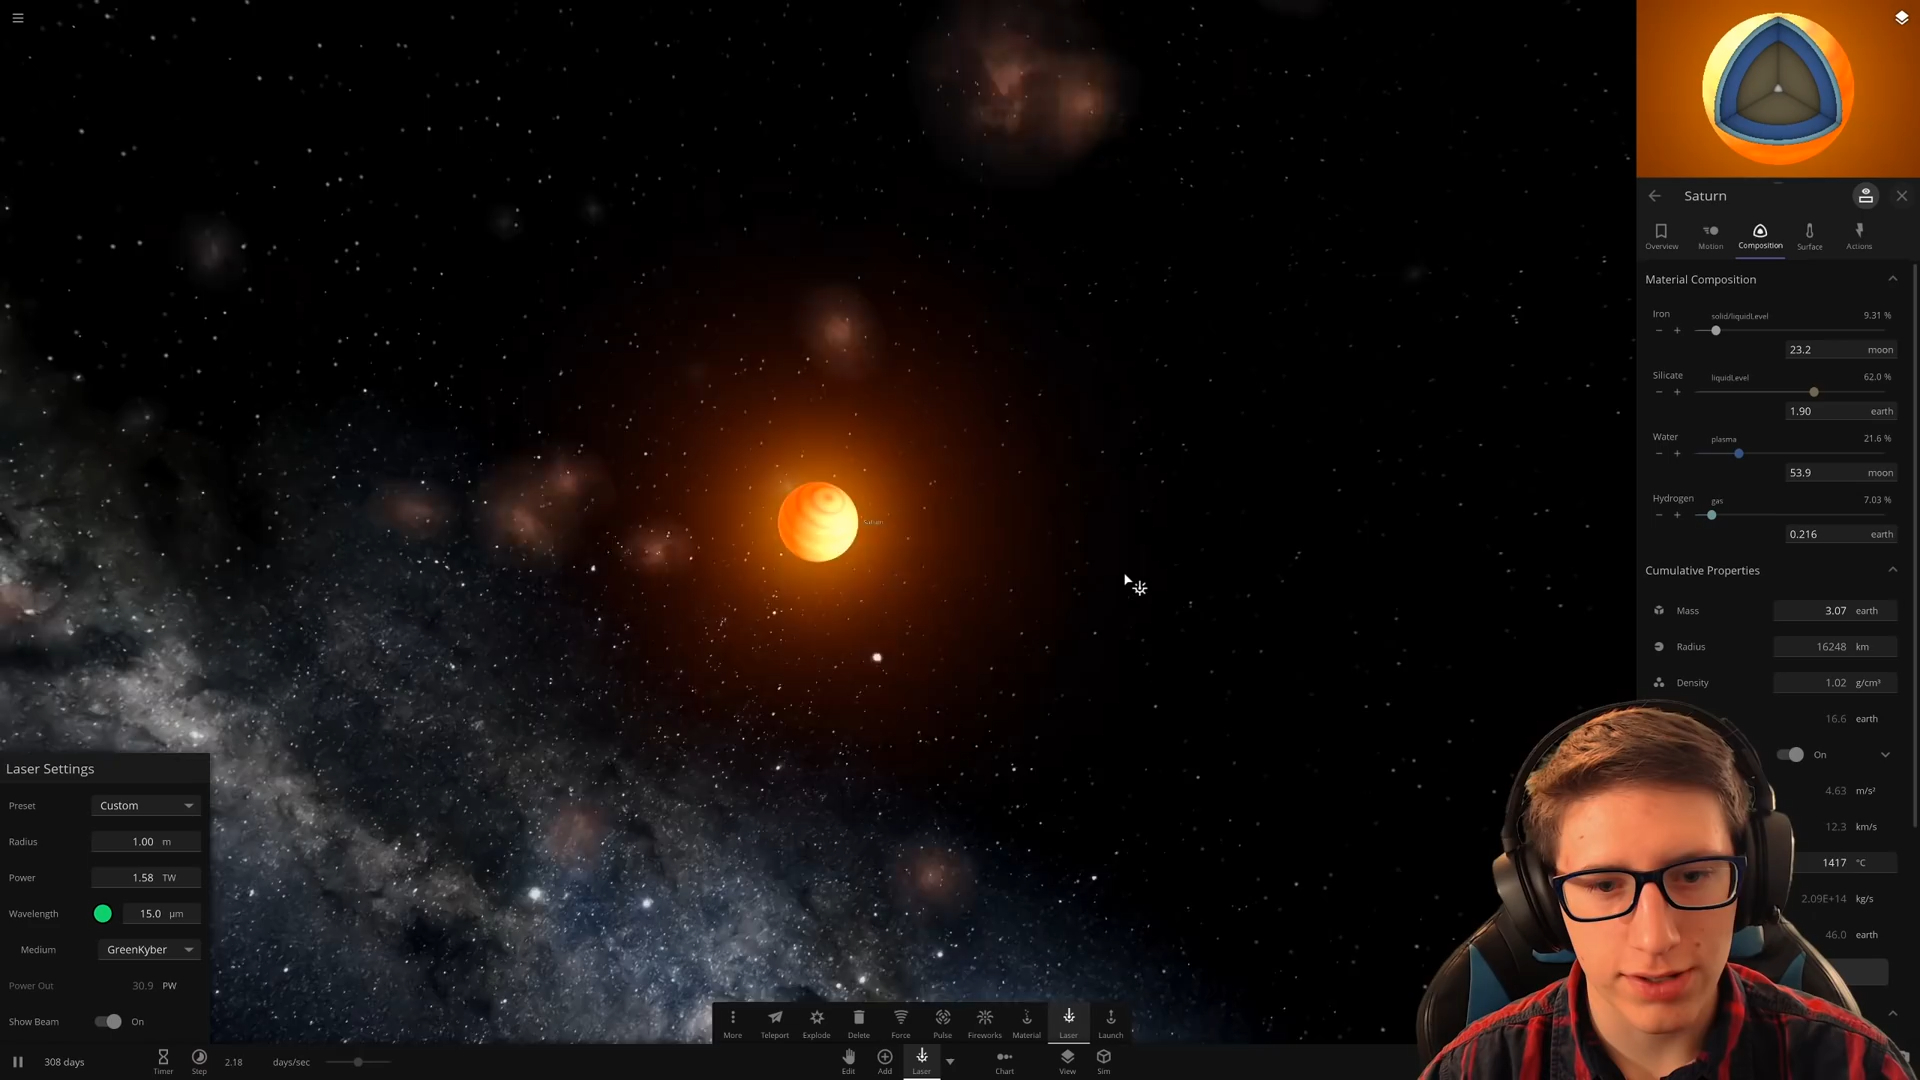 Saturn
Overview Motion Composition Surface Actions
Material Composition
Iron solid/liquidLevel 9.31 %
23.2 moon
Silicate liquidLevel 62.0 %
1.90 earth
Water plasma 21.6 %
53.9 moon
Hydrogen gas 7.03 %
0.216 earth
Cumulative Properties
Mass 3.07 earth
Radius 16248 km
Density 1.02 g/cm³
16.6 earth
On
4.63 m/s²
12.3 km/s
1417 °C
2.09E+14 kg/s
46.0 earth
Saturn
Laser Settings
Preset Custom
Radius 1.00 m
Power 1.58 TW
Wavelength 15.0 µm
Medium GreenKyber
Power Out 30.9 PW
Show Beam On
More Teleport Explode Delete Force Pulse Fireworks Material Laser Launch
308 days Timer Step 2.18 days/sec Edit Add Laser Chart View Sim